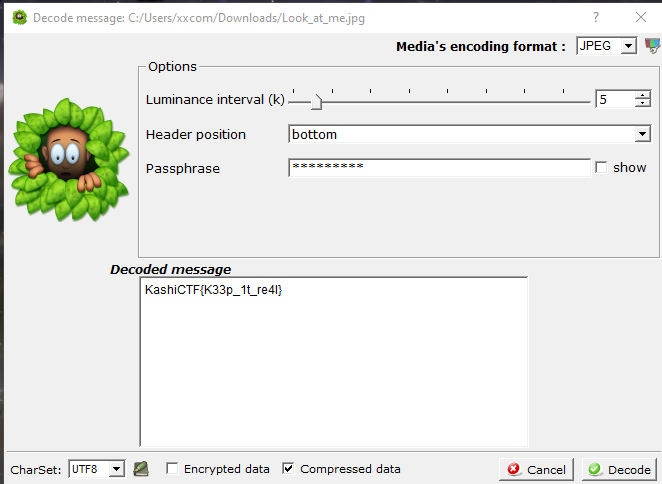 Decode message: C:/Users/xxcom/Downloads/Look_at_me.jpg
Media's encoding format : JPEG
Options
Luminance interval (k) 5
Header position bottom
Passphrase ********* show
Decoded message
KashiCTF{K33p_1t_re4l}
CharSet: UTF8 Encrypted data Compressed data Cancel Decode